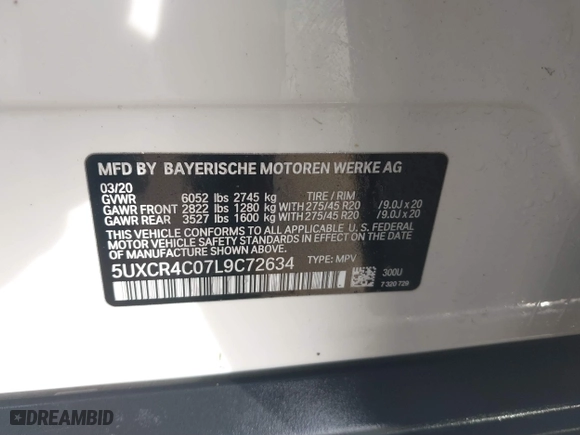 MFD BY BAYERISCHE MOTOREN WERKE AG
03/20
GVWR 6052 lbs 2745 kg TIRE / RIM
GAWR FRONT 2822 lbs 1280 kg WITH 275/45 R20 /9.0J x 20
GAWR REAR 3527 lbs 1600 kg WITH 275/45 R20 /9.0J x 20
THIS VEHICLE CONFORMS TO ALL APPLICABLE U. S. FEDERAL
MOTOR VEHICLE SAFETY STANDARDS IN EFFECT ON THE DATE
OF MANUFACTURE SHOWN ABOVE.
5UXCR4C07L9C72634 TYPE: MPV
300U
7 320 729
DREAMBID